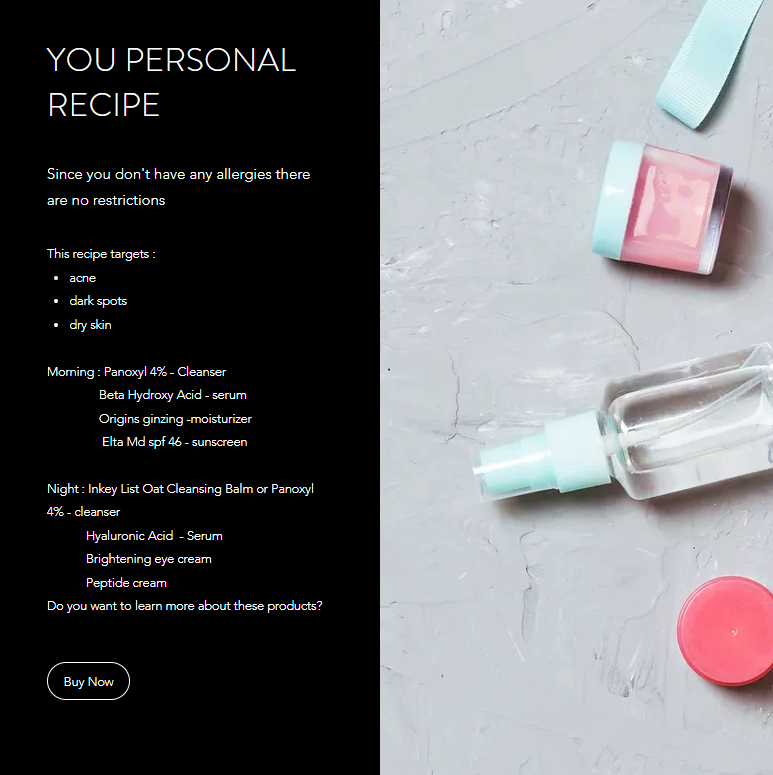 YOU PERSONAL
RECIPE
Since you don't have any allergies there
are no restrictions
This recipe targets :
• acne
• dark spots
• dry skin
Morning : Panoxyl 4% - Cleanser
Beta Hydroxy Acid - serum
Origins ginzing -moisturizer
Elta Md spf 46 - sunscreen
Night : Inkey List Oat Cleansing Balm or Panoxyl
4% - cleanser
Hyaluronic Acid - Serum
Brightening eye cream
Peptide cream
Do you want to learn more about these products?
Buy Now